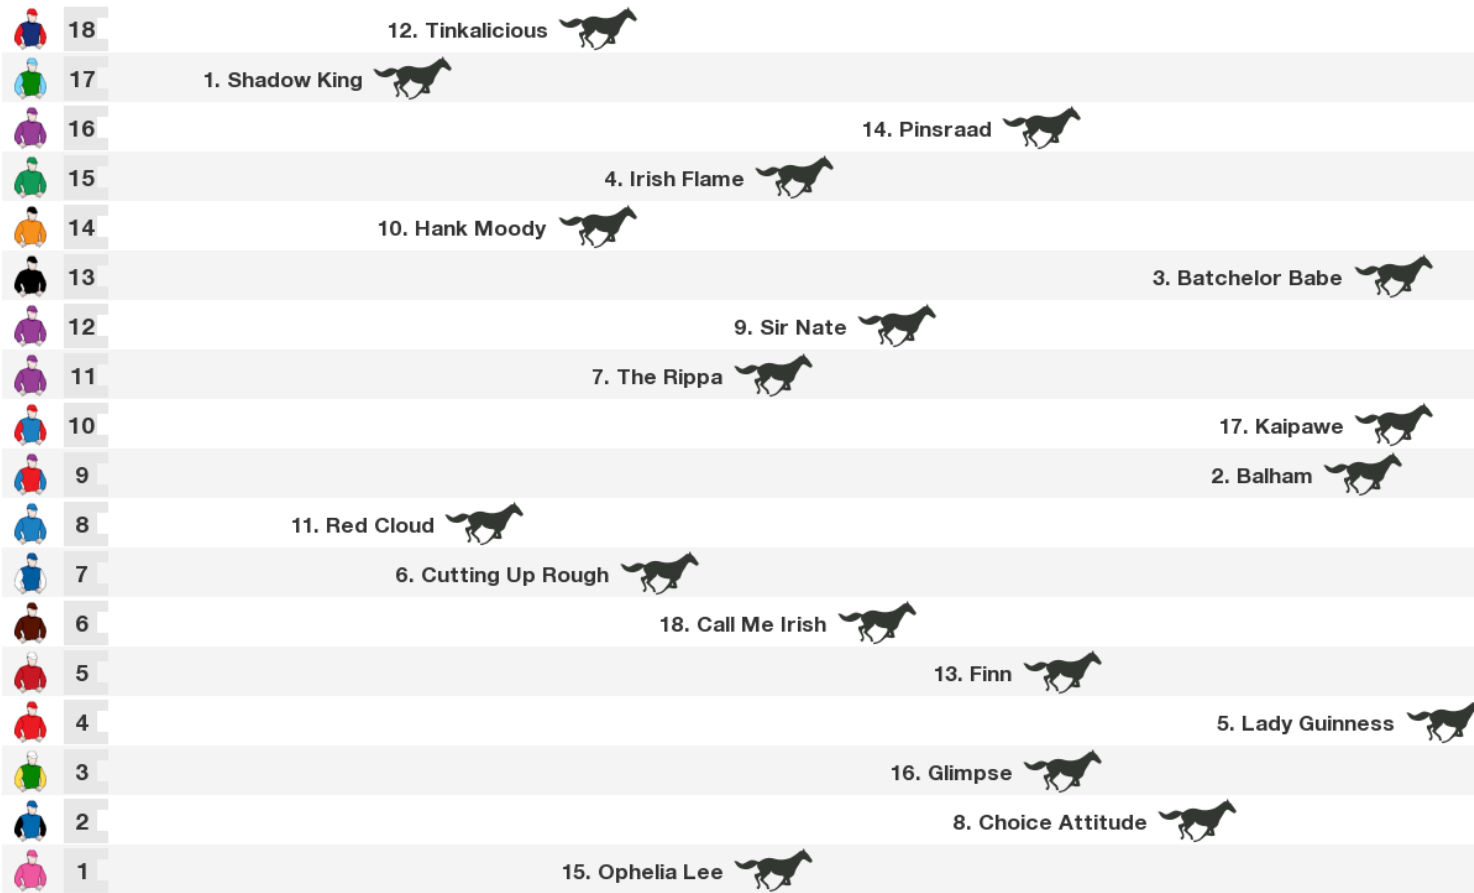 18 12. Tinkalicious
17 1. Shadow King
16 14. Pinsraad
15 4. Irish Flame
14 10. Hank Moody
13 3. Batchelor Babe
12 9. Sir Nate
11 7. The Rippa
10 17. Kaipawe
9 2. Balham
8 11. Red Cloud
7 6. Cutting Up Rough
6 18. Call Me Irish
5 13. Finn
4 5. Lady Guinness
3 16. Glimpse
2 8. Choice Attitude
1 15. Ophelia Lee